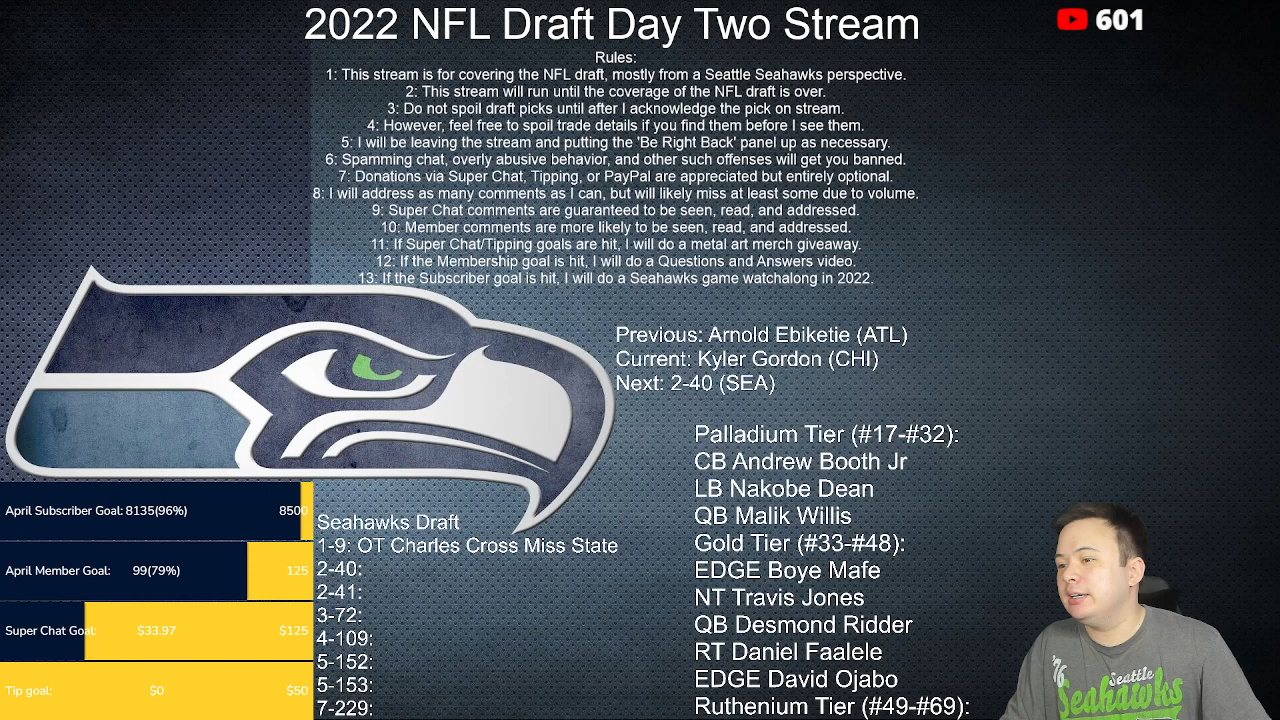 2022 NFL Draft Day Two Stream
601
Rules:
1: This stream is for covering the NFL draft, mostly from a Seattle Seahawks perspective.
2: This stream will run until the coverage of the NFL draft is over.
3: Do not spoil draft picks until after I acknowledge the pick on stream.
4: However, feel free to spoil trade details if you find them before I see them.
5: I will be leaving the stream and putting the 'Be Right Back' panel up as necessary.
6: Spamming chat, overly abusive behavior, and other such offenses will get you banned.
7: Donations via Super Chat, Tipping, or PayPal are appreciated but entirely optional.
8: I will address as many comments as I can, but will likely miss at least some due to volume.
9: Super Chat comments are guaranteed to be seen, read, and addressed.
10: Member comments are more likely to be seen, read, and addressed.
11: If Super Chat/Tipping goals are hit, I will do a metal art merch giveaway.
12: If the Membership goal is hit, I will do a Questions and Answers video.
13: If the Subscriber goal is hit, I will do a Seahawks game watchalong in 2022.
Previous: Arnold Ebiketie (ATL)
Current: Kyler Gordon (CHI)
Next: 2-40 (SEA)
Palladium Tier (#17-#32):
CB Andrew Booth Jr
LB Nakobe Dean
QB Malik Willis
Gold Tier (#33-#48):
EDGE Boye Mafe
NT Travis Jones
QB Desmond Ridder
RT Daniel Faalele
EDGE David Ojabo
Ruthenium Tier (#49-#69):
April Subscriber Goal: 8135(96%) 8500
April Member Goal: 99(79%) 125
Super Chat Goal: $33.97 $125
Tip goal: $0 $50
Seahawks Draft
1-9: OT Charles Cross Miss State
2-40:
2-41:
3-72:
4-109:
5-152:
5-153:
7-229:
'76
Seattle
Seahawks